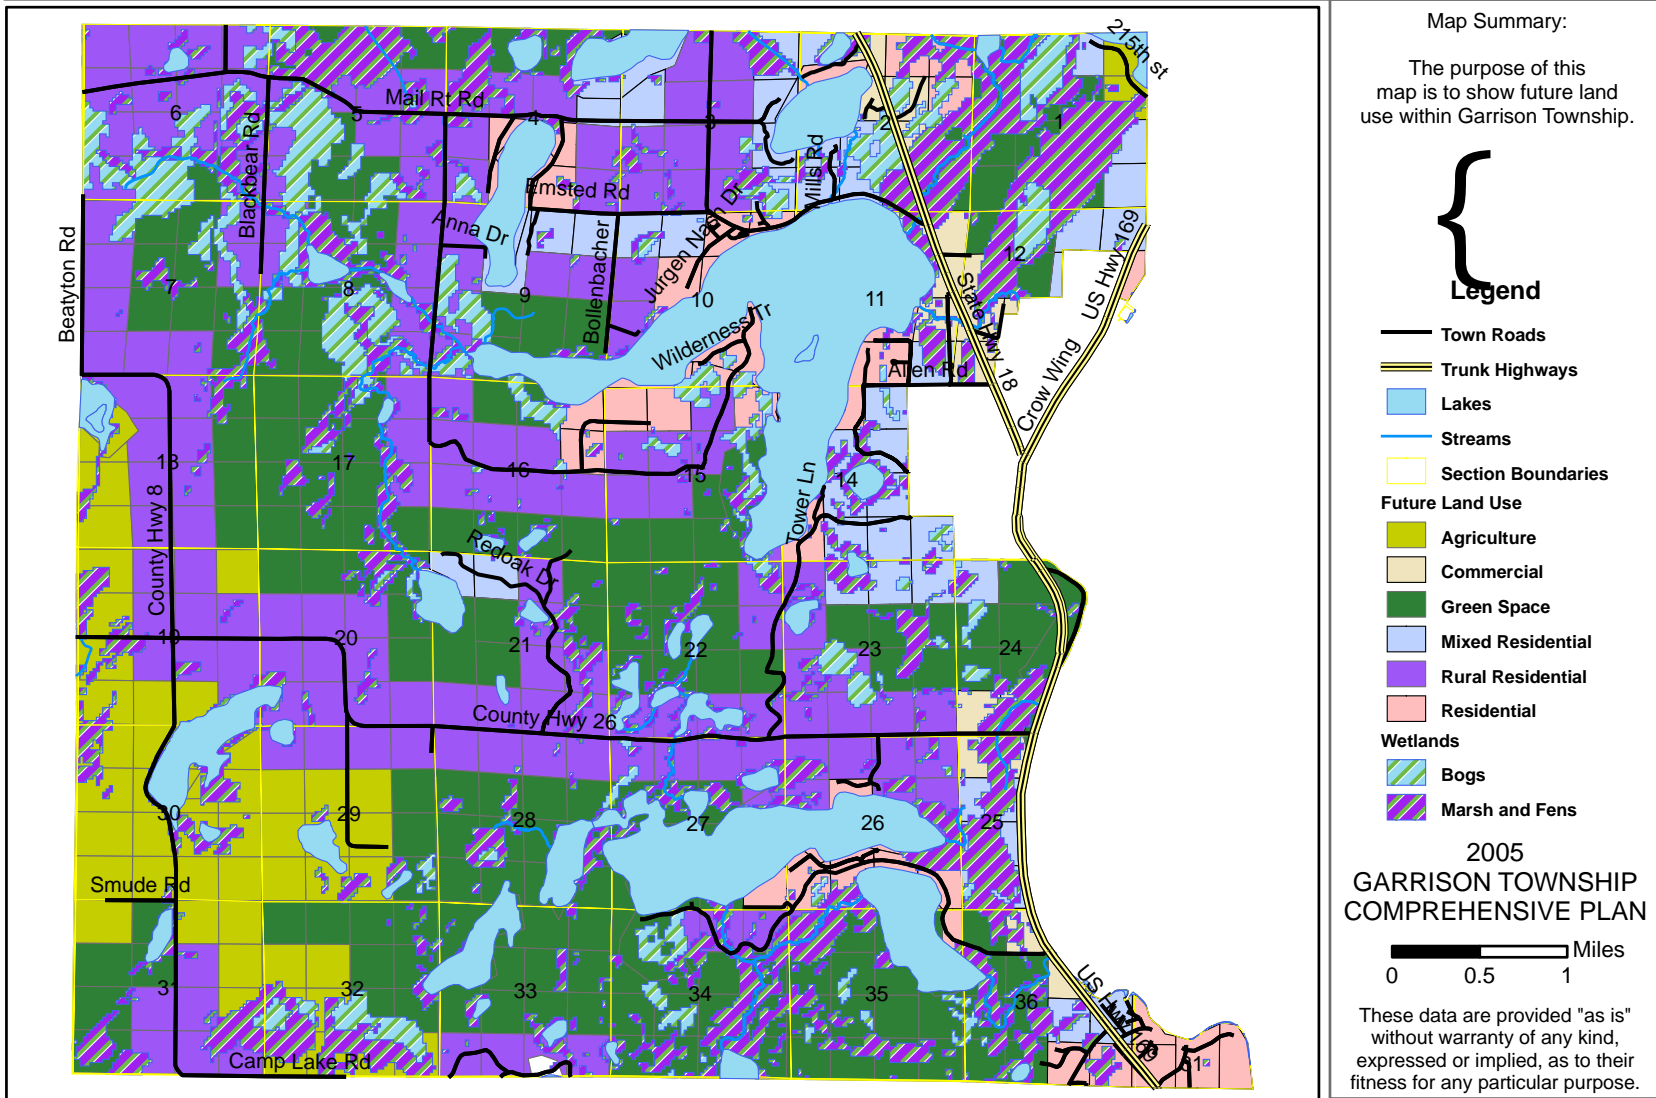 215th st
Mail Rt Rd
6
5
4
3
2
1
Blackbear Rd
Mills Rd
Emsted Rd
Anna Dr
Jurgen Nash Dr
Bollenbacher
Beatyton Rd
7
8
9
10
11
12
State Hwy 18
US Hwy 169
Crow Wing
Wilderness Tr
Allen Rd
18
17
16
15
14
County Hwy 8
Tower Ln
Redoak Dr
19
20
21
22
23
24
County Hwy 26
30
29
28
27
26
25
Smude Rd
31
32
33
34
35
36
US Hwy 169
31
Camp Lake Rd
Map Summary:
The purpose of this
map is to show future land
use within Garrison Township.
{
Legend
Town Roads
Trunk Highways
Lakes
Streams
Section Boundaries
Future Land Use
Agriculture
Commercial
Green Space
Mixed Residential
Rural Residential
Residential
Wetlands
Bogs
Marsh and Fens
2005
GARRISON TOWNSHIP
COMPREHENSIVE PLAN
Miles
0 0.5 1
These data are provided "as is"
without warranty of any kind,
expressed or implied, as to their
fitness for any particular purpose.